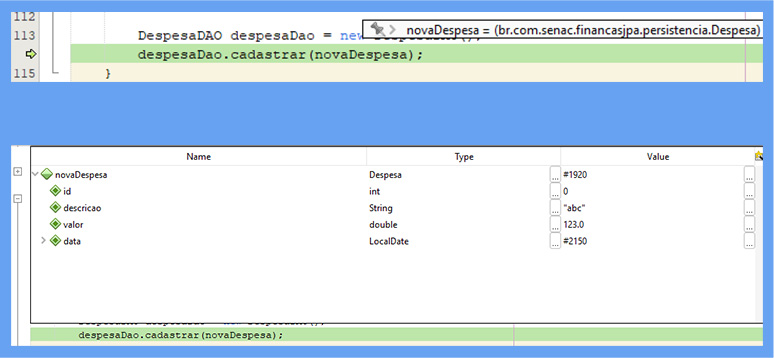 112
113 DespesaDAO despesaDao = new
novaDespesa = (br.com.senac.financasjpa.persistencia.Despesa)
despesaDao.cadastrar(novaDespesa);
115 }
Name Type Value
novaDespesa Despesa ... #1920 ...
id int ... 0 ...
descricao String ... "abc" ...
valor double ... 123.0 ...
data LocalDate ... #2150 ...
despesaDao.cadastrar(novaDespesa);